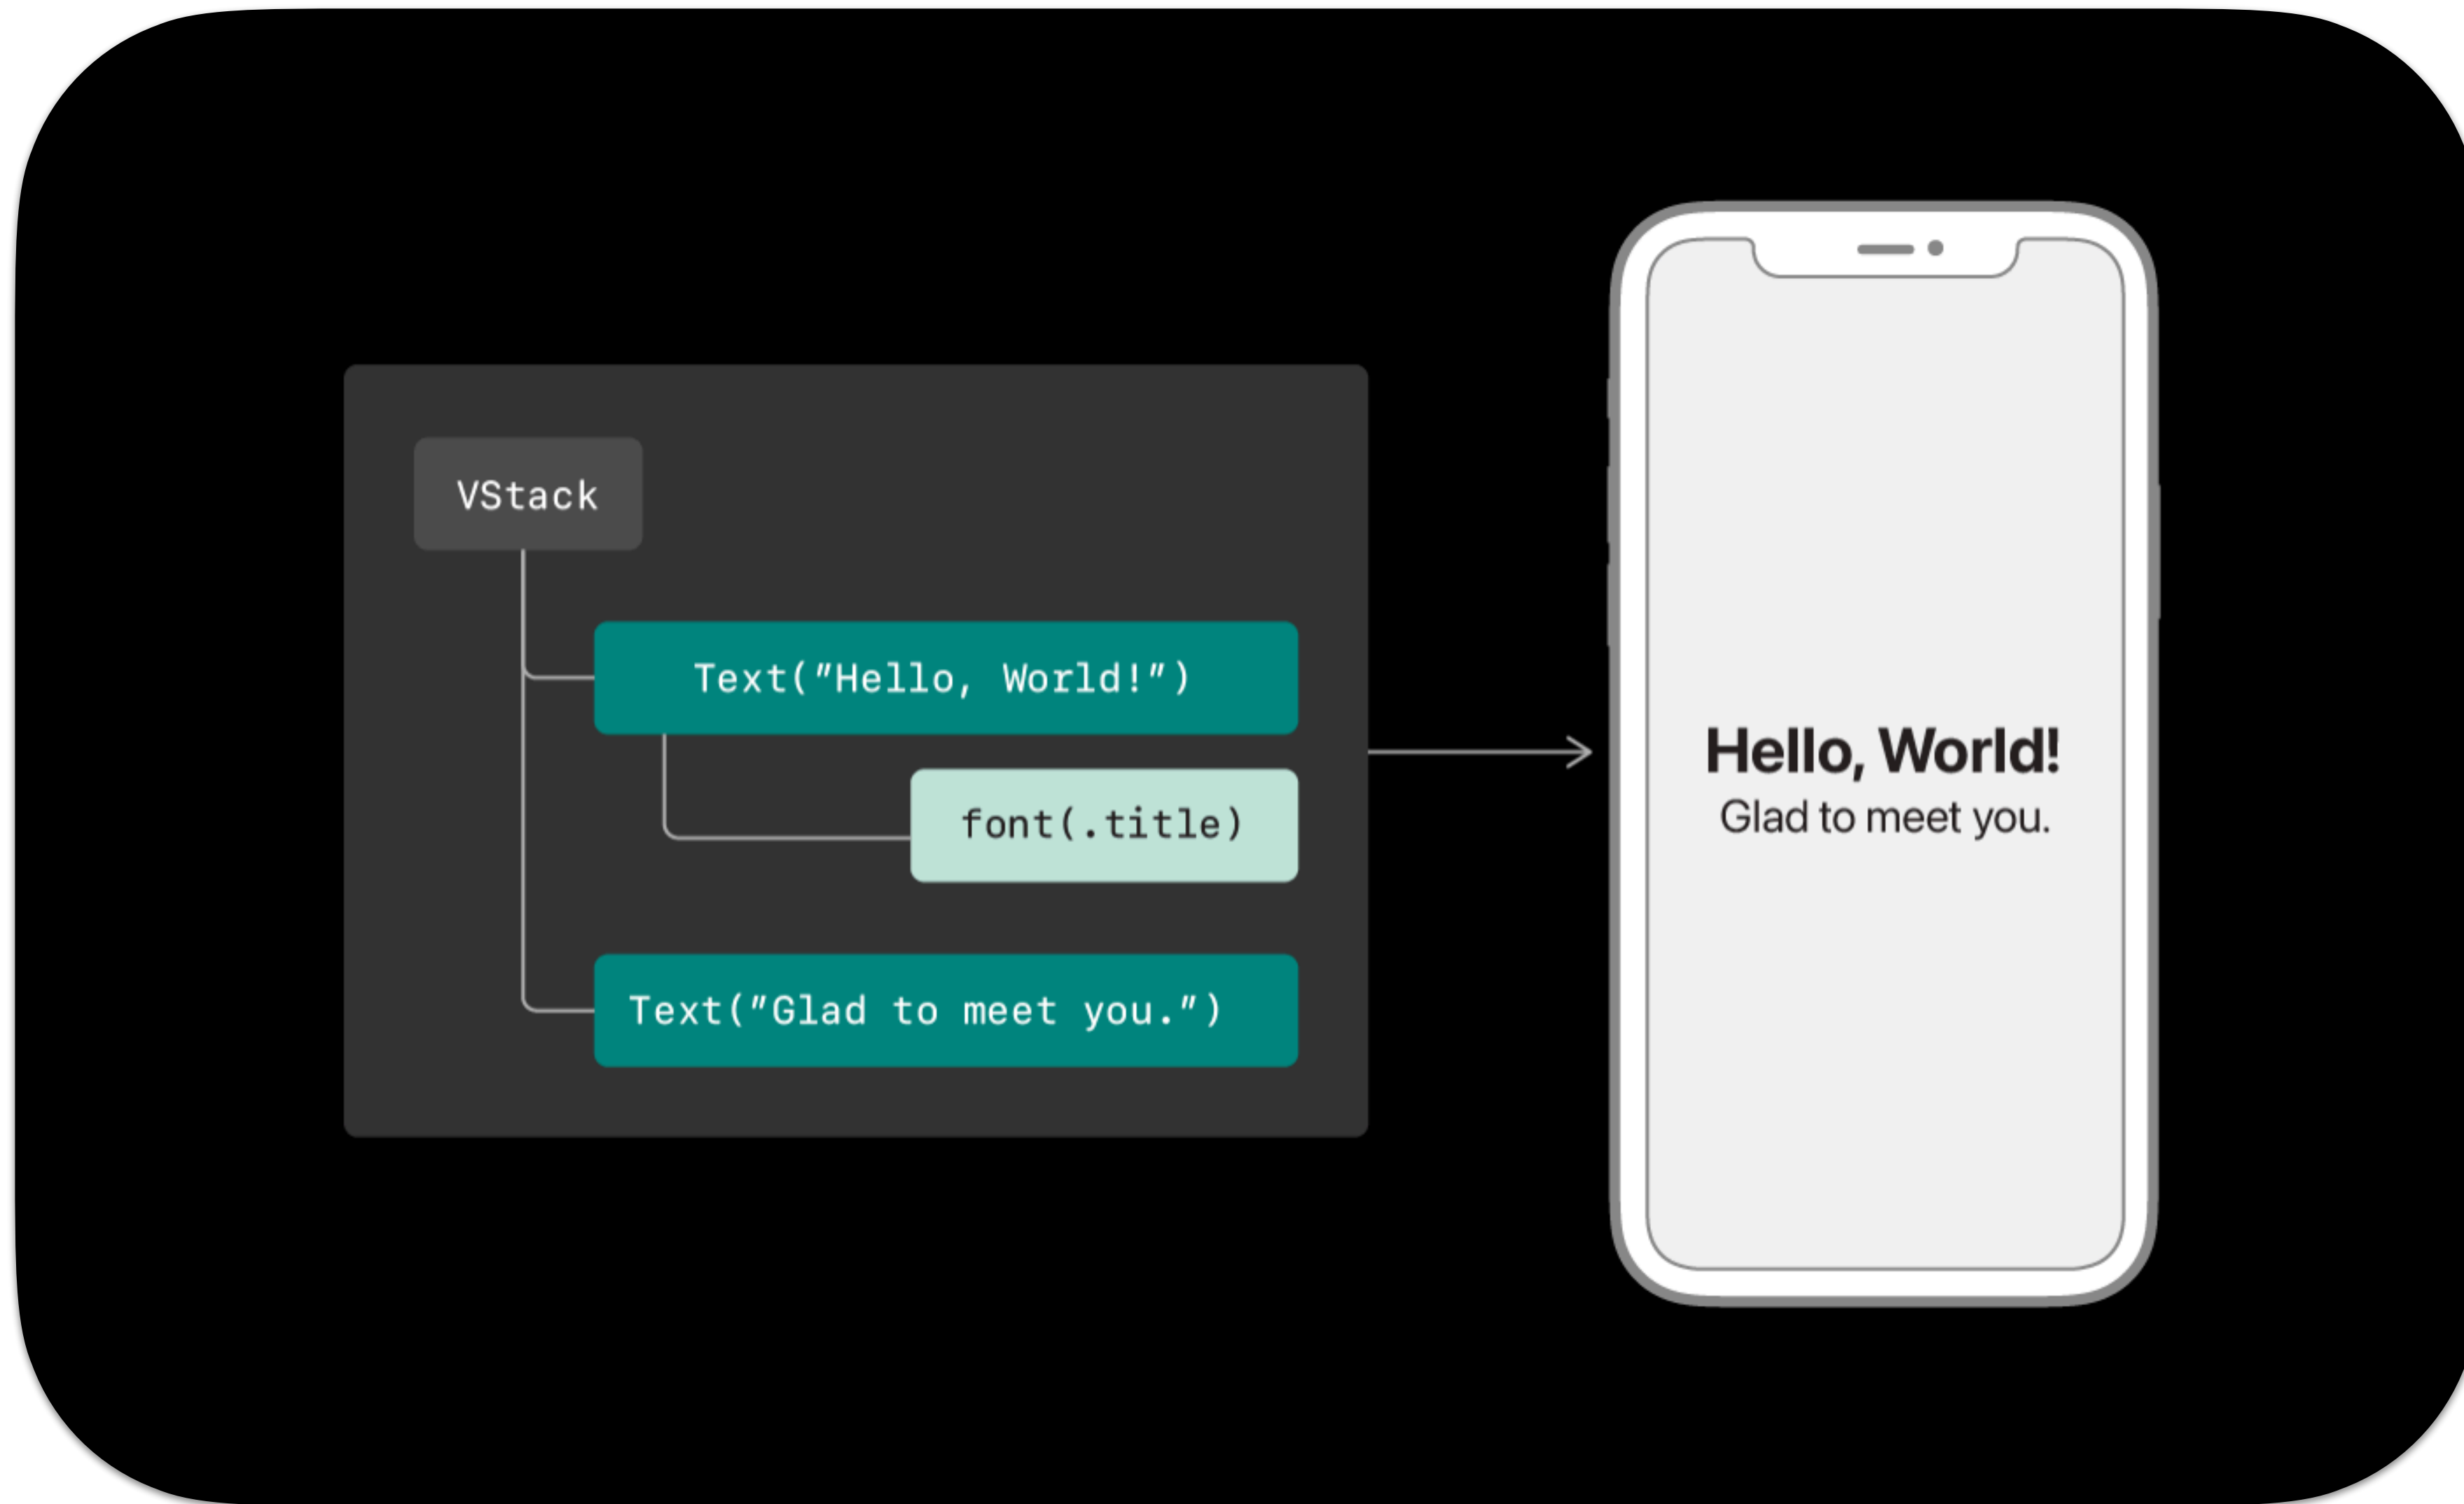 VStack
Text("Hello, World!")
font(.title)
Text("Glad to meet you.")
Hello, World!
Glad to meet you.